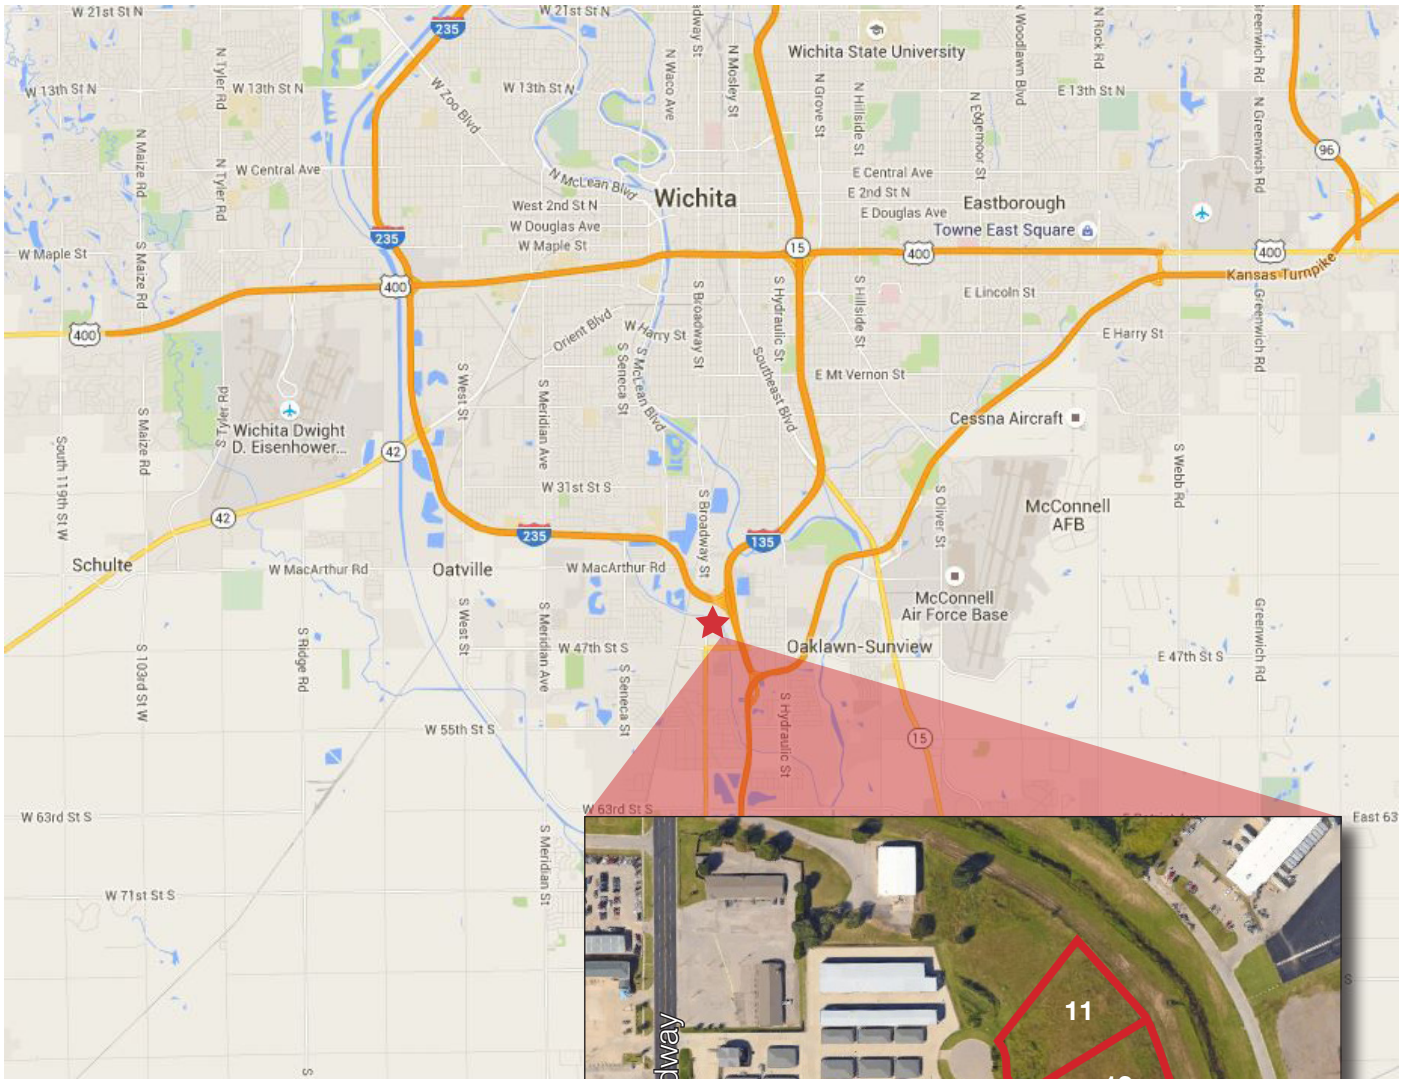 W 21st St N
W 21st St N
235
adway St
Wichita State University
N Woodlawn Blvd
N Rock Rd
Greenwich Rd
N Tyler Rd
W 13th St N
W 13th St N
W Zoo Blvd
W 13th St N
N Waco Ave
N Mosley St
N Grove St
N Hillside St
N Edgemoor St
E 13th St N
N Greenwich Rd
96
N Maize Rd
N Tyler Rd
W Central Ave
N McLean Blvd
Wichita
E Central Ave
E 2nd St N
E Douglas Ave
Eastborough
Towne East Square
West 2nd St N
W Douglas Ave
W Maple St
235
W Maple St
S Maize Rd
15
400
400
Kansas Turnpike
400
400
Orient Blvd
W Harry St
S Broadway St
S Hydraulic St
S Hillside St
E Lincoln St
E Harry St
Greenwich Rd
S Seneca St
S McLean Blvd
Southeast Blvd
E Mt Vernon St
S West St
S Meridian Ave
S Tyler Rd
S Maize Rd
South 119th St W
Wichita Dwight
D. Eisenhower...
42
Cessna Aircraft
S Webb Rd
42
W 31st St S
S Broadway St
S Oliver St
McConnell
AFB
235
135
Schulte
W MacArthur Rd
Oatville
W MacArthur Rd
McConnell
Air Force Base
S 103rd St W
S Ridge Rd
S West St
S Meridian Ave
W 47th St S
S Seneca St
Oaklawn-Sunview
E 47th St S
Greenwich Rd
W 55th St S
S Hydraulic St
15
W 63rd St S
W 63rd St S
East 63
S Meridian St
W 71st St S
S
S
dway
11